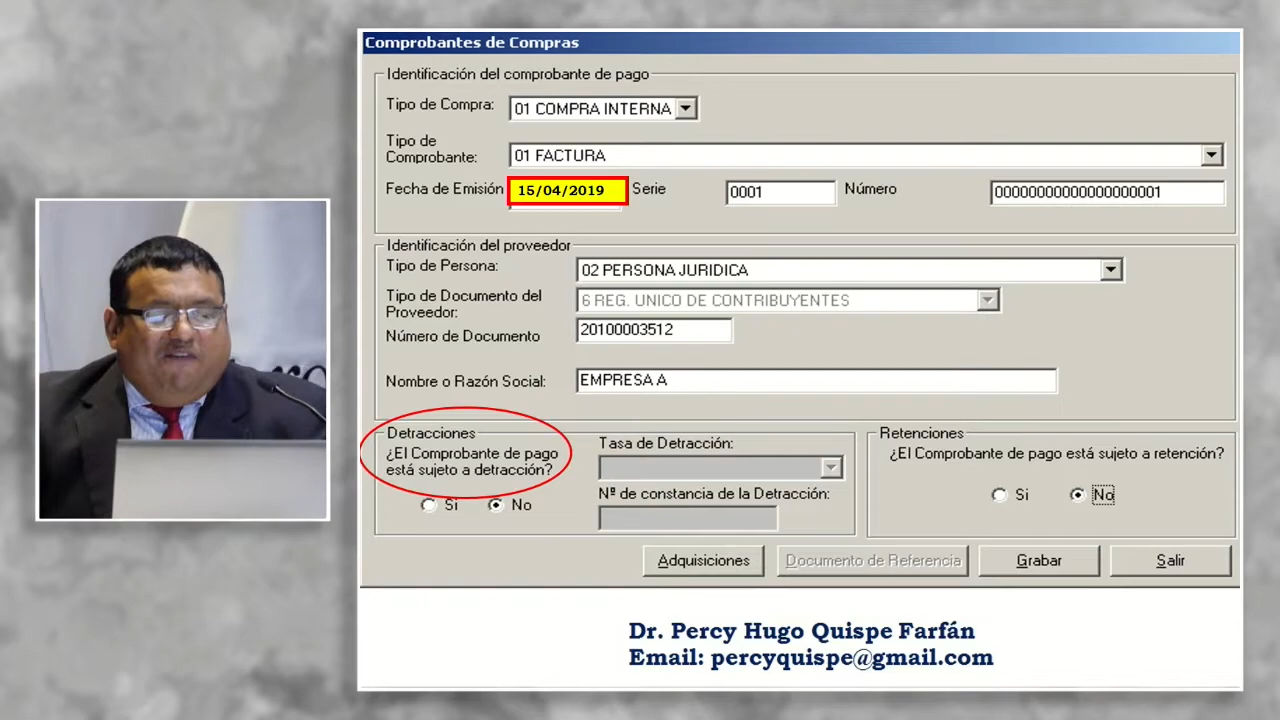 Comprobantes de Compras
Identificación del comprobante de pago
Tipo de Compra: 01 COMPRA INTERNA
Tipo de
Comprobante: 01 FACTURA
Fecha de Emisión 15/04/2019 Serie 0001 Número 00000000000000000001
Identificación del proveedor
Tipo de Persona: 02 PERSONA JURIDICA
Tipo de Documento del
Proveedor: 6 REG. UNICO DE CONTRIBUYENTES
Número de Documento 20100003512
Nombre o Razón Social: EMPRESA A
Detracciones
¿El Comprobante de pago
está sujeto a detracción?
Si No
Tasa de Detracción:
Nº de constancia de la Detracción:
Retenciones
¿El Comprobante de pago está sujeto a retención?
Si No
Adquisiciones Documento de Referencia Grabar Salir
Dr. Percy Hugo Quispe Farfán
Email: percyquispe@gmail.com